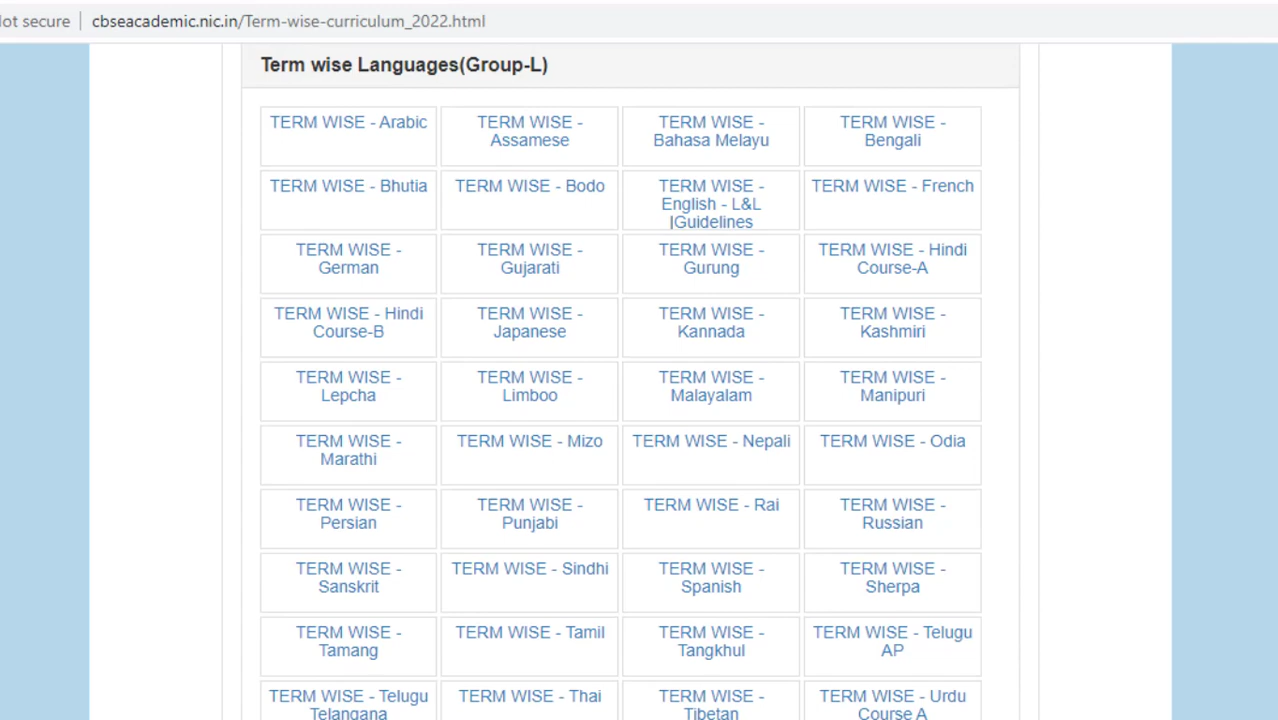 ot secure | cbseacademic.nic.in/Term-wise-curriculum_2022.html
Term wise Languages(Group-L)
TERM WISE - Arabic
TERM WISE -
Assamese
TERM WISE -
Bahasa Melayu
TERM WISE -
Bengali
TERM WISE - Bhutia
TERM WISE - Bodo
TERM WISE -
English - L&L
|Guidelines
TERM WISE - French
TERM WISE -
German
TERM WISE -
Gujarati
TERM WISE -
Gurung
TERM WISE - Hindi
Course-A
TERM WISE - Hindi
Course-B
TERM WISE -
Japanese
TERM WISE -
Kannada
TERM WISE -
Kashmiri
TERM WISE -
Lepcha
TERM WISE -
Limboo
TERM WISE -
Malayalam
TERM WISE -
Manipuri
TERM WISE -
Marathi
TERM WISE - Mizo
TERM WISE - Nepali
TERM WISE - Odia
TERM WISE -
Persian
TERM WISE -
Punjabi
TERM WISE - Rai
TERM WISE -
Russian
TERM WISE -
Sanskrit
TERM WISE - Sindhi
TERM WISE -
Spanish
TERM WISE -
Sherpa
TERM WISE -
Tamang
TERM WISE - Tamil
TERM WISE -
Tangkhul
TERM WISE - Telugu
AP
TERM WISE - Telugu
Telangana
TERM WISE - Thai
TERM WISE -
Tibetan
TERM WISE - Urdu
Course A